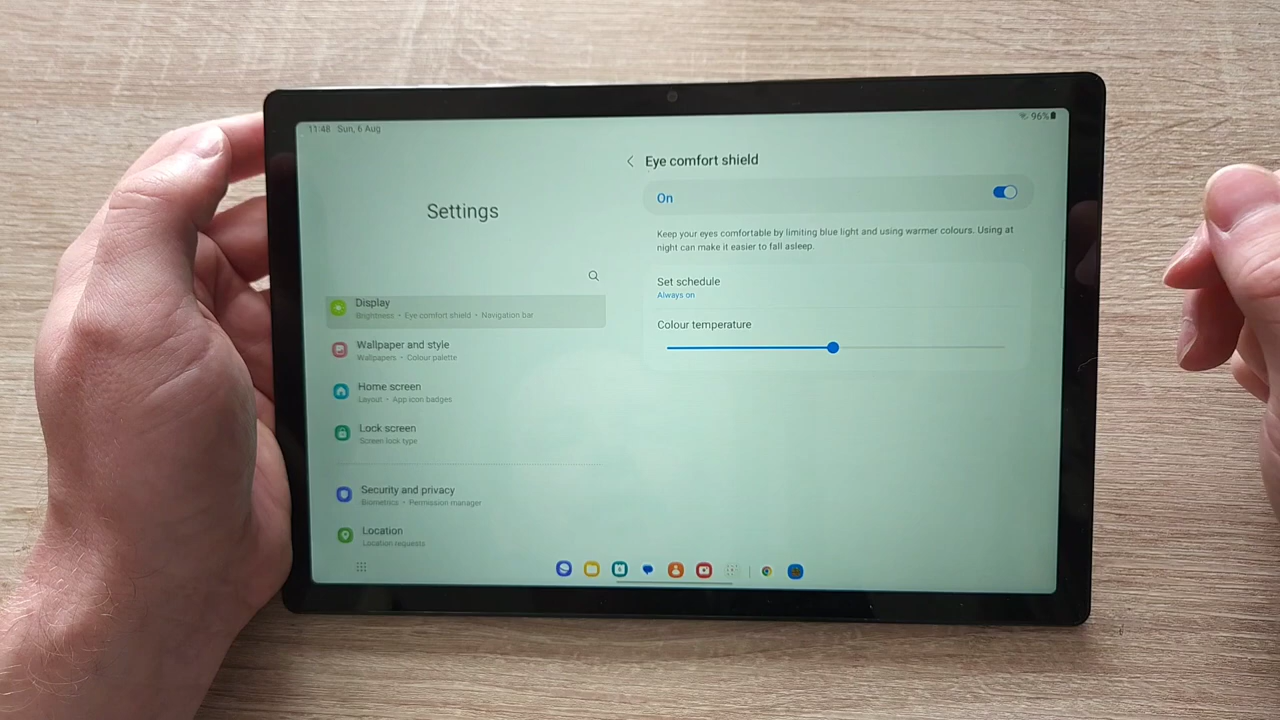 11:48 Sun, 6 Aug
96%
Settings
Display
Brightness • Eye comfort shield • Navigation bar
Wallpaper and style
Wallpapers • Colour palette
Home screen
Layout • App icon badges
Lock screen
Screen lock type
Security and privacy
Biometrics • Permission manager
Location
Location requests
Eye comfort shield
On
Keep your eyes comfortable by limiting blue light and using warmer colours. Using at
night can make it easier to fall asleep.
Set schedule
Always on
Colour temperature